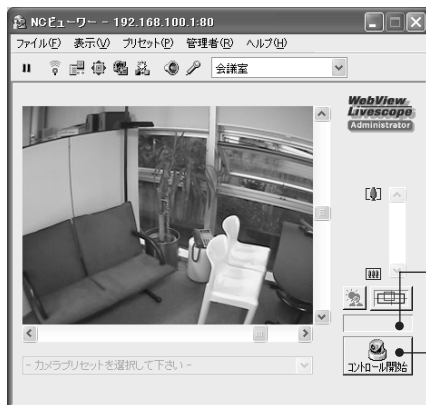 NCビューワー - 192.168.100.1:80
ファイル(F) 表示(V) プリセット(P) 管理者(R) ヘルプ(H)
会議室
WebView
Livescope
Administrator
- カメラプリセットを選択して下さい -
コントロール開始